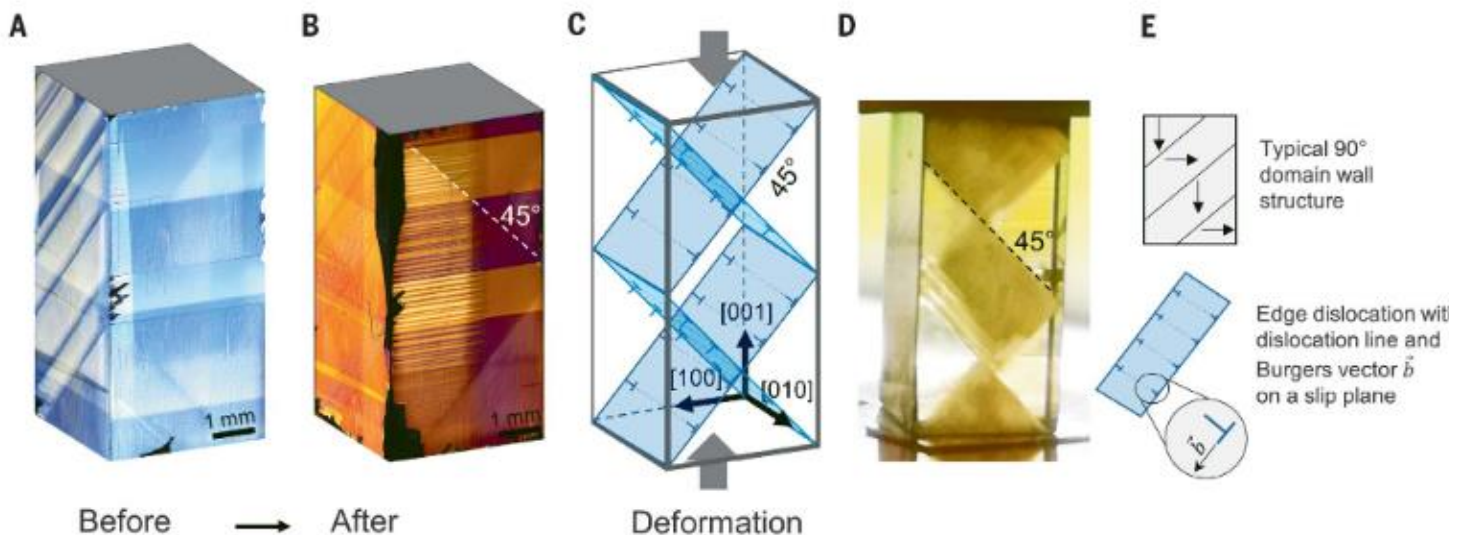 A
B
C
D
E
45°
45°
45°
[001]
[100]
[010]
1 mm
1 mm
Typical 90°
domain wall
structure
Edge dislocation with
dislocation line and
Burgers vector b⃗
on a slip plane
b⃗
Before → After
Deformation